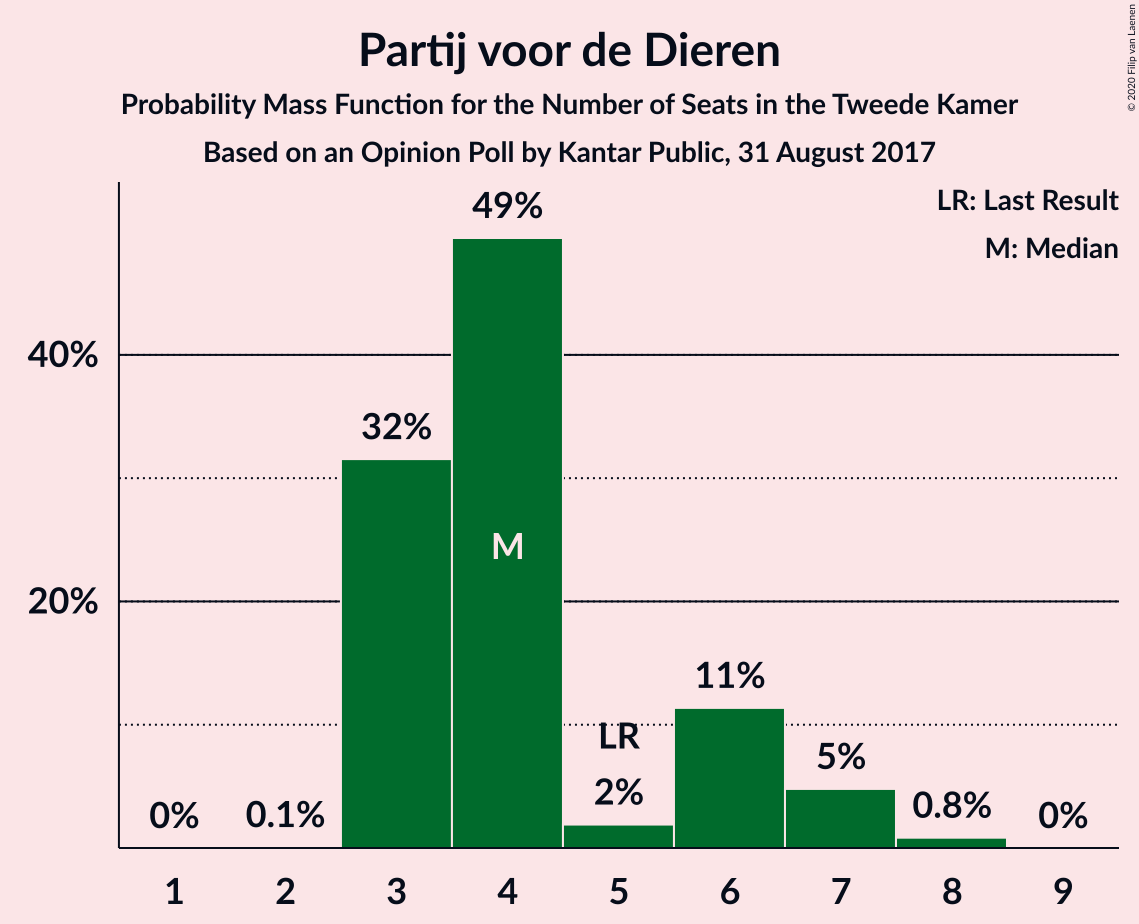 Partij voor de Dieren
Probability Mass Function for the Number of Seats in the Tweede Kamer
Based on an Opinion Poll by Kantar Public, 31 August 2017
© 2020 Filip van Laenen
LR: Last Result
M: Median
40%
20%
0%
0.1%
32%
49%
M
LR
2%
11%
5%
0.8%
0%
1 2 3 4 5 6 7 8 9